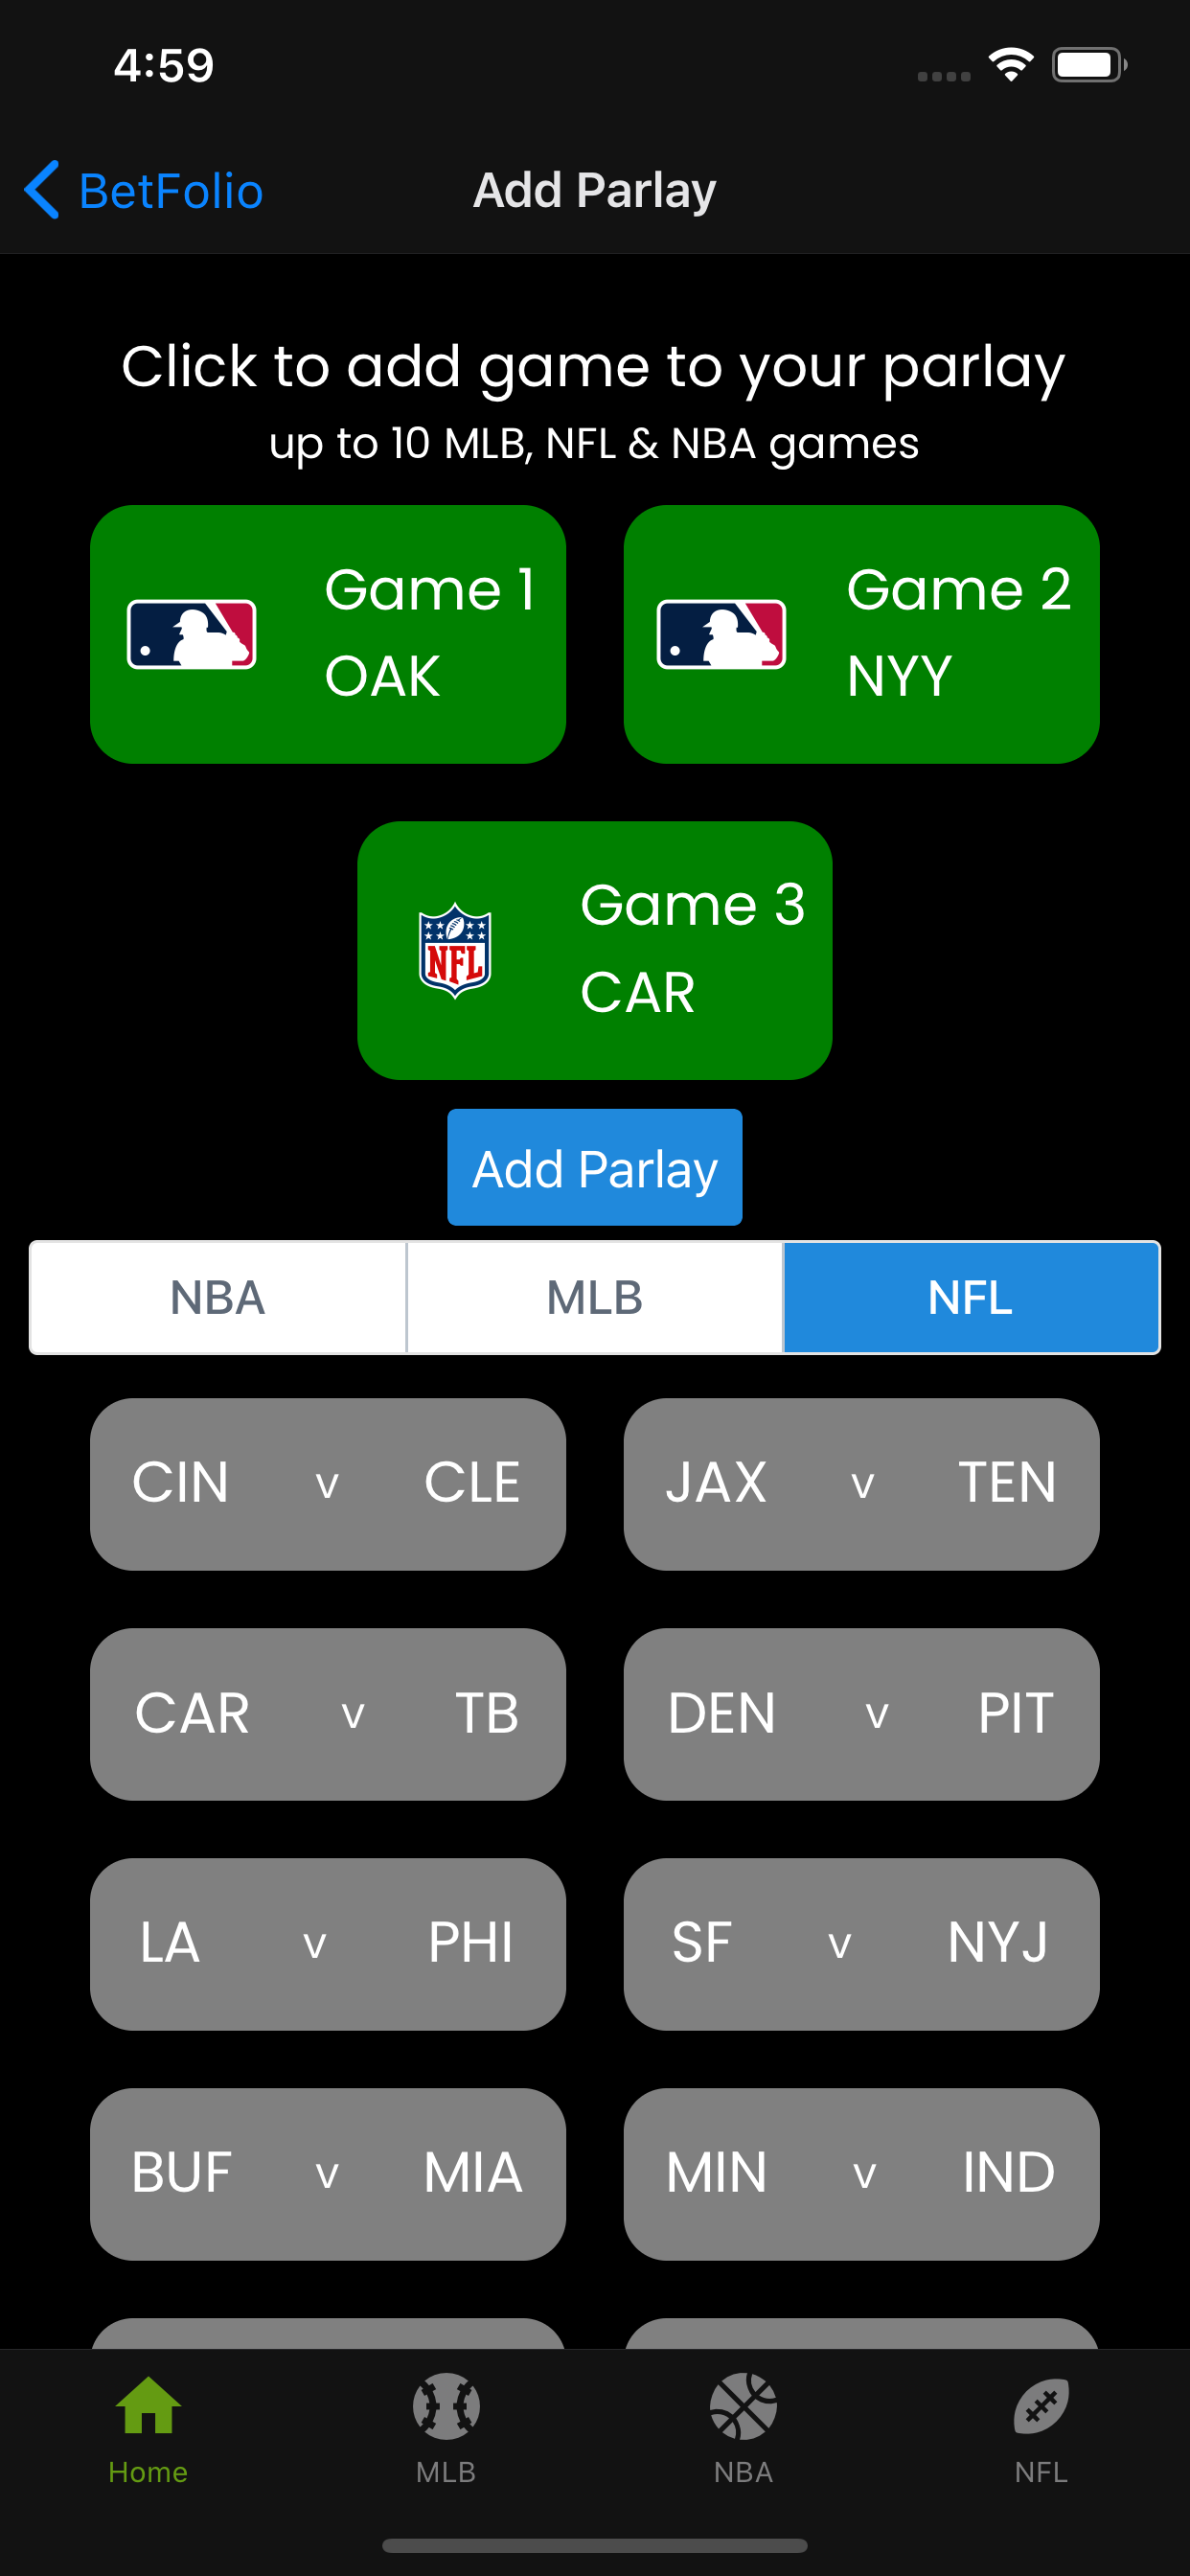 4:59
BetFolio
Add Parlay
Click to add game to your parlay
up to 10 MLB, NFL & NBA games
Game 1
OAK
Game 2
NYY
NFL
Game 3
CAR
Add Parlay
NBA MLB NFL
CIN v CLE
JAX v TEN
CAR v TB
DEN v PIT
LA v PHI
SF v NYJ
BUF v MIA
MIN v IND
Home MLB NBA NFL